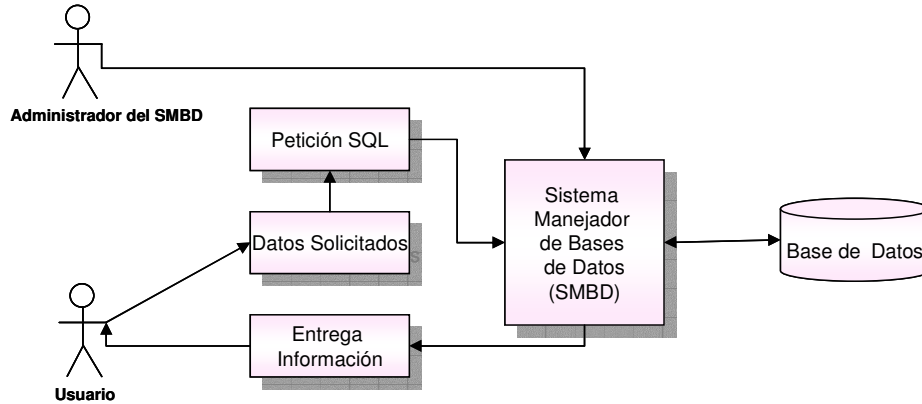 Administrador del SMBD
Petición SQL
Datos Solicitados
Sistema
Manejador
de Bases
de Datos
(SMBD)
Base de Datos
Entrega
Información
Usuario